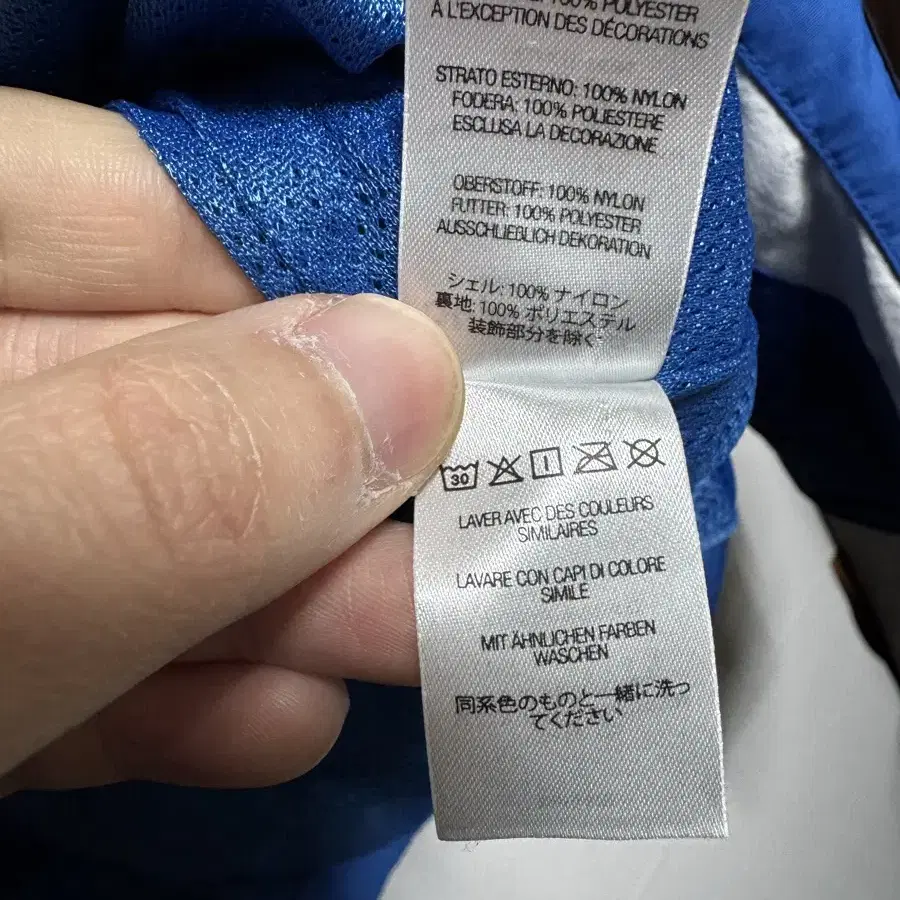 100% POLYESTER
À L'EXCEPTION DES DÉCORATIONS
STRATO ESTERNO: 100% NYLON
FODERA: 100% POLIESTERE
ESCLUSA LA DECORAZIONE
OBERSTOFF: 100% NYLON
FUTTER: 100% POLYESTER
AUSSCHLIEBLICH DEKORATION
シェル: 100% ナイロン
裏地: 100% ポリエステル
装飾部分を除く
30
LAVER AVEC DES COULEURS
SIMILAIRES
LAVARE CON CAPI DI COLORE
SIMILE
MIT ÄHNLICHEN FARBEN
WASCHEN
同系色のものと一緒に洗っ
てください